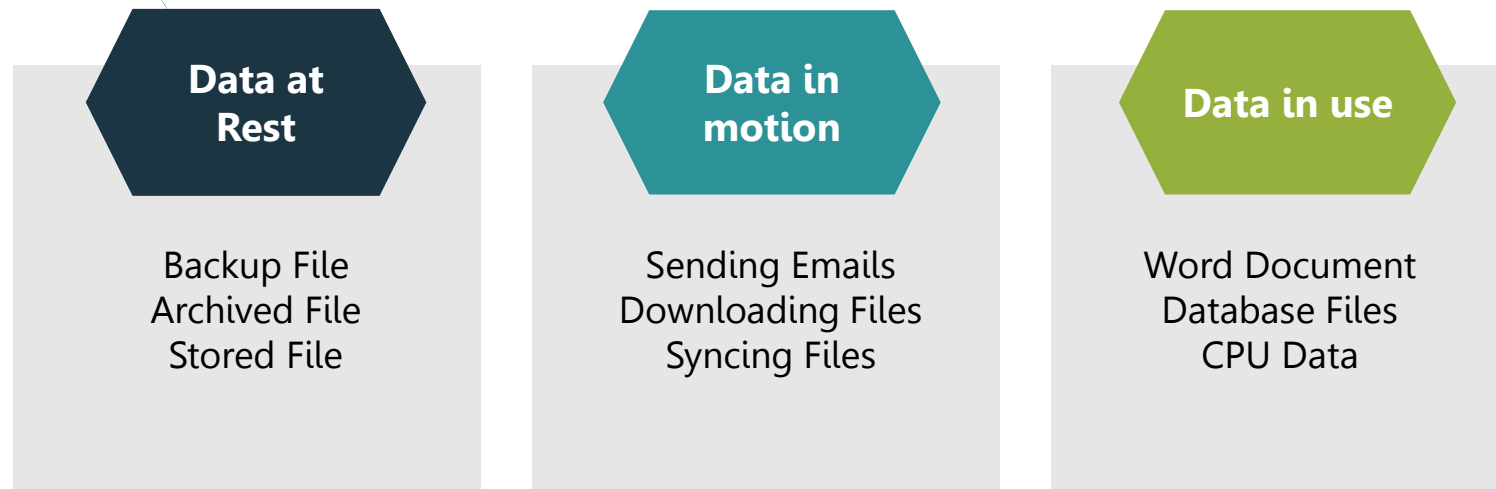 Data at
Rest
Backup File
Archived File
Stored File
Data in
motion
Sending Emails
Downloading Files
Syncing Files
Data in use
Word Document
Database Files
CPU Data